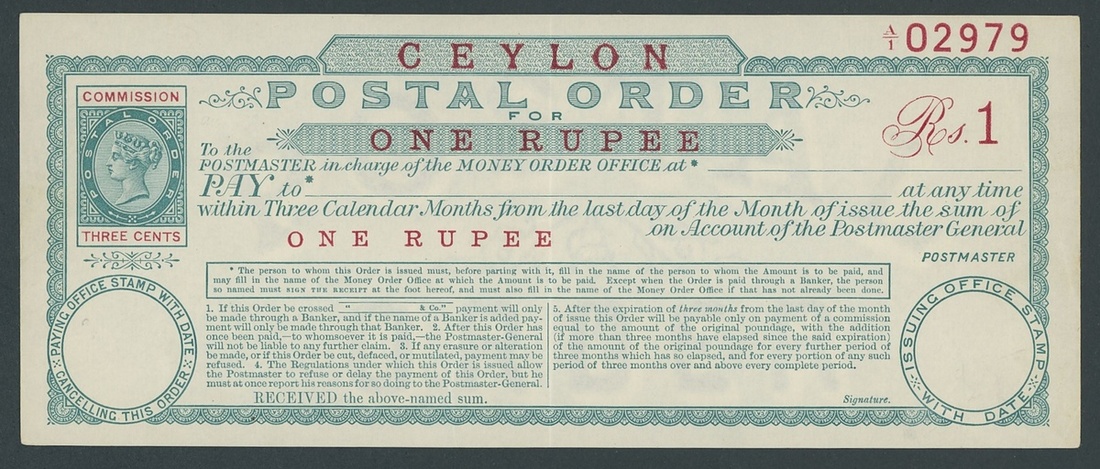 A/1 02979
CEYLON
POSTAL ORDER
FOR
ONE RUPEE
Rs. 1
COMMISSION
POSTAL ORDER
THREE CENTS
To the
POSTMASTER in charge of the MONEY ORDER OFFICE at*
PAY to* at any time
within Three Calendar Months from the last day of the Month of issue the sum of
ONE RUPEE on Account of the Postmaster General
POSTMASTER
* The person to whom this Order is issued must, before parting with it, fill in the name of the person to whom the Amount is to be paid, and
may fill in the name of the Money Order Office at which the Amount is to be paid. Except when the Order is paid through a Banker, the person
so named must SIGN THE RECEIPT at the foot hereof, and must also fill in the name of the Money Order Office if that has not already been done.
PAYING OFFICE STAMP WITH DATE
CANCELLING THIS ORDER
1. If this Order be crossed " & Co." payment will only
be made through a Banker, and if the name of a Banker is added pay-
ment will only be made through that Banker. 2. After this Order has
once been paid,—to whomsoever it is paid,—the Postmaster-General
will not be liable to any further claim. 3. If any erasure or alteration
be made, or if this Order be cut, defaced, or mutilated, payment may be
refused. 4. The Regulations under which this Order is issued allow
the Postmaster to refuse or delay the payment of this Order, but he
must at once report his reasons for so doing to the Postmaster-General.
5. After the expiration of three months from the last day of the month
of issue this Order will be payable only on payment of a commission
equal to the amount of the original poundage, with the addition
(if more than three months have elapsed since the said expiration)
of the amount of the original poundage for every further period of
three months which has so elapsed, and for every portion of any such
period of three months over and above every complete period.
ISSUING OFFICE STAMP
WITH DATE
RECEIVED the above-named sum.
Signature.